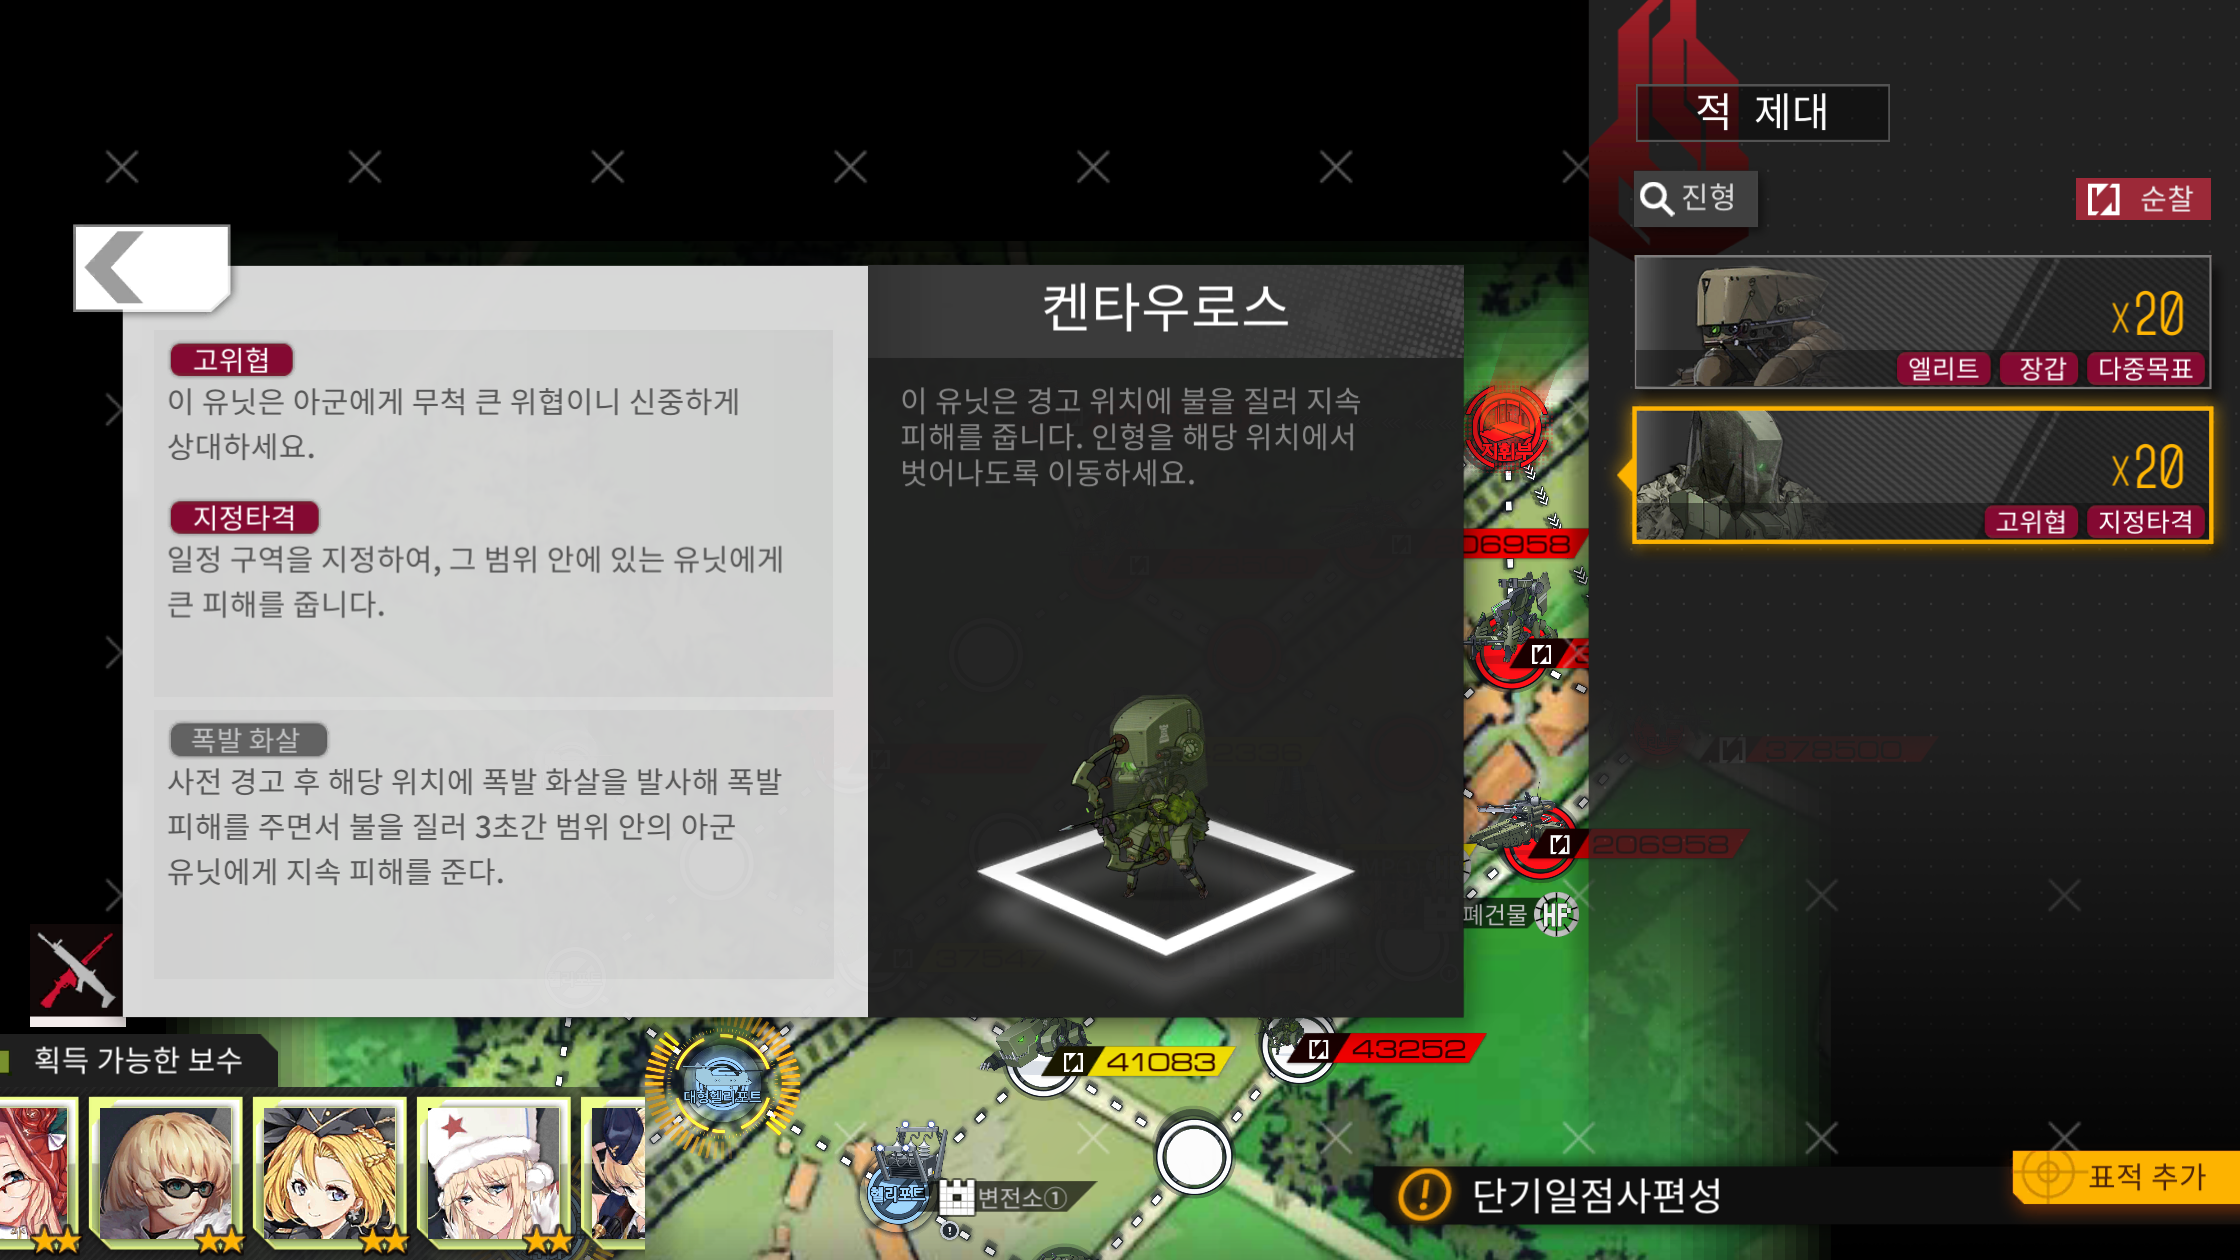 적 제대
진형
순찰
x20
엘리트
장갑
다중목표
x20
고위협
지정타격
켄타우로스
이 유닛은 경고 위치에 불을 질러 지속
피해를 줍니다. 인형을 해당 위치에서
벗어나도록 이동하세요.
고위협
이 유닛은 아군에게 무척 큰 위협이니 신중하게
상대하세요.
지정타격
일정 구역을 지정하여, 그 범위 안에 있는 유닛에게
큰 피해를 줍니다.
폭발 화살
사전 경고 후 해당 위치에 폭발 화살을 발사해 폭발
피해를 주면서 불을 질러 3초간 범위 안의 아군
유닛에게 지속 피해를 준다.
지휘부
06958
378500
206958
폐건물
HP
획득 가능한 보수
대형헬리포트
41083
43252
헬리포트
변전소①
단기일점사편성
표적 추가